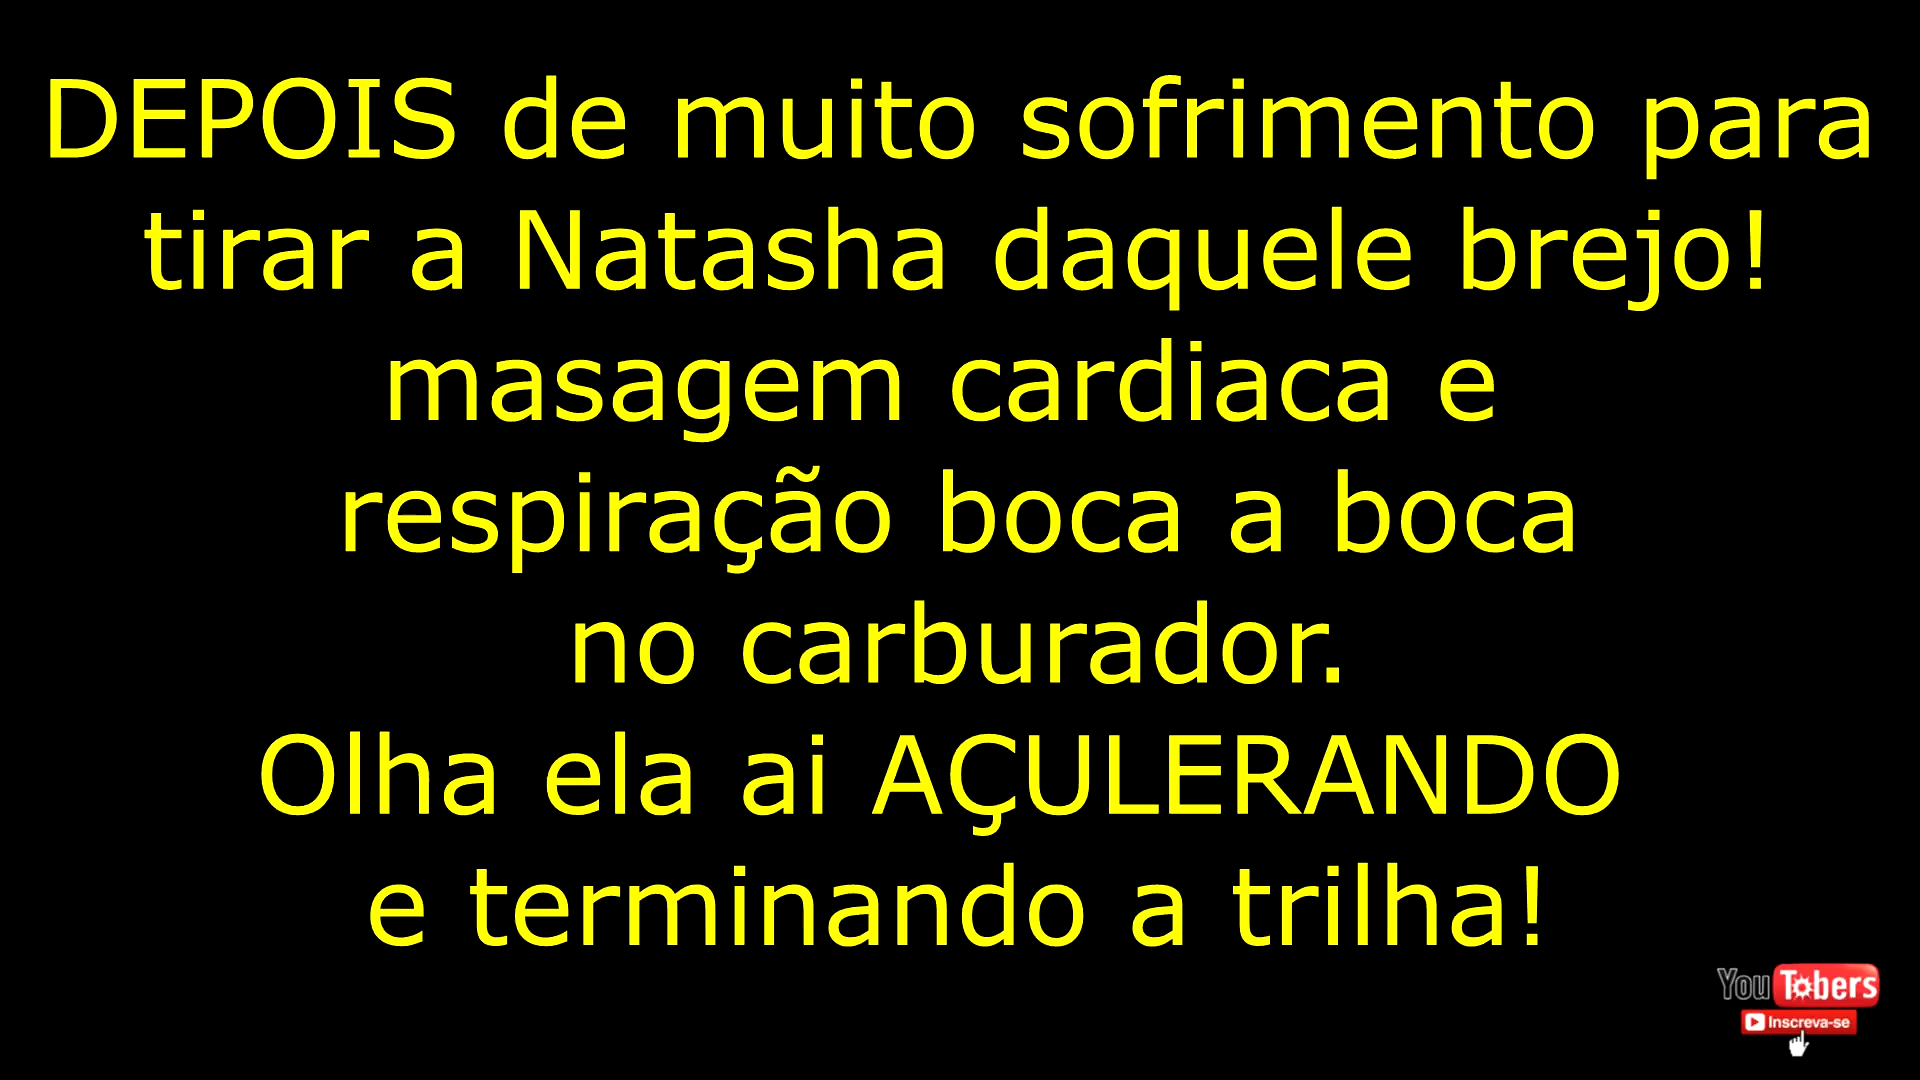 DEPOIS de muito sofrimento para
tirar a Natasha daquele brejo!
masagem cardiaca e
respiração boca a boca
no carburador.
Olha ela ai AÇULERANDO
e terminando a trilha!
YouTobers
Inscreva-se